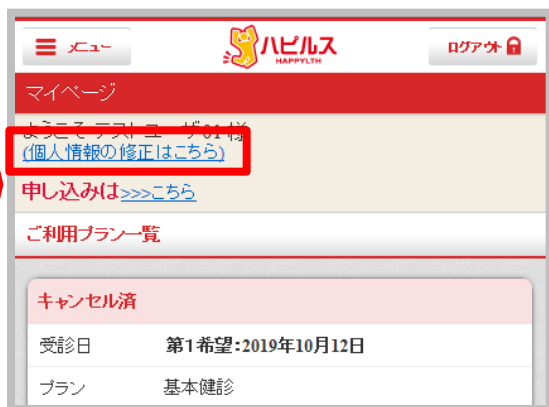 メニュー
ハピルス
HAPPYLTH
ログアウト
マイページ
ようこそ テストユーザ01 様
(個人情報の修正はこちら)
申し込みは>>>こちら
ご利用プラン一覧
キャンセル済
受診日 第1希望:2019年10月12日
プラン 基本健診